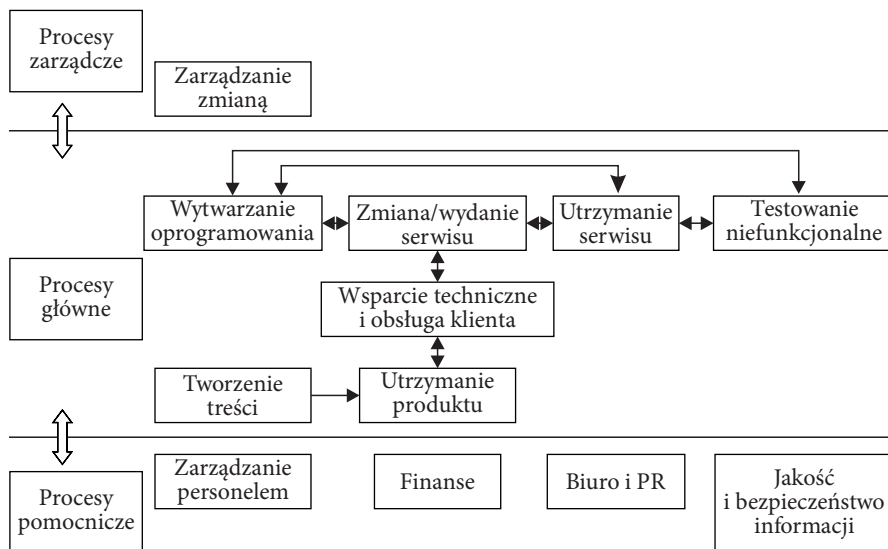 Procesy
zarządcze
Zarządzanie
zmianą
Wytwarzanie
oprogramowania
Zmiana/wydanie
serwisu
Utrzymanie
serwisu
Testowanie
niefunkcjonalne
Procesy
główne
Wsparcie techniczne
i obsługa klienta
Tworzenie
treści
Utrzymanie
produktu
Procesy
pomocnicze
Zarządzanie
personelem
Finanse
Biuro i PR
Jakość
i bezpieczeństwo
informacji